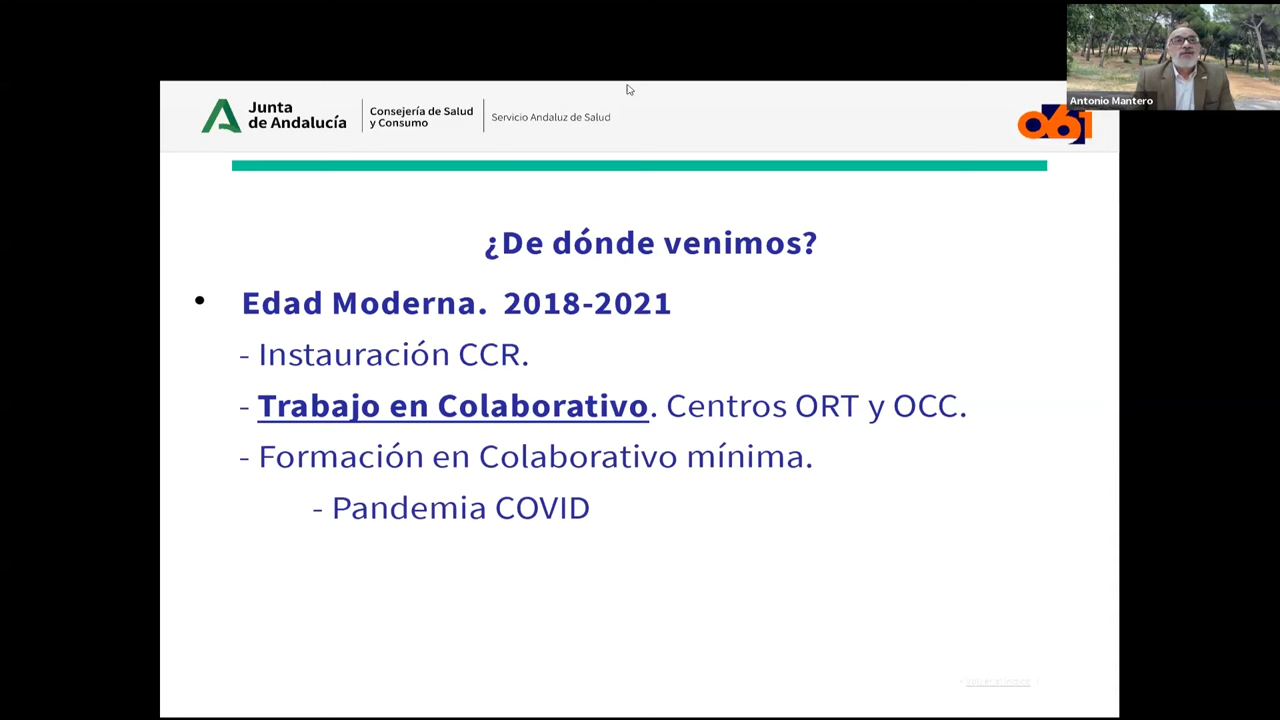 Antonio Mantero
Junta
de Andalucía
Consejería de Salud
y Consumo
Servicio Andaluz de Salud
061
¿De dónde venimos?
• Edad Moderna. 2018-2021
- Instauración CCR.
- Trabajo en Colaborativo. Centros ORT y OCC.
- Formación en Colaborativo mínima.
- Pandemia COVID